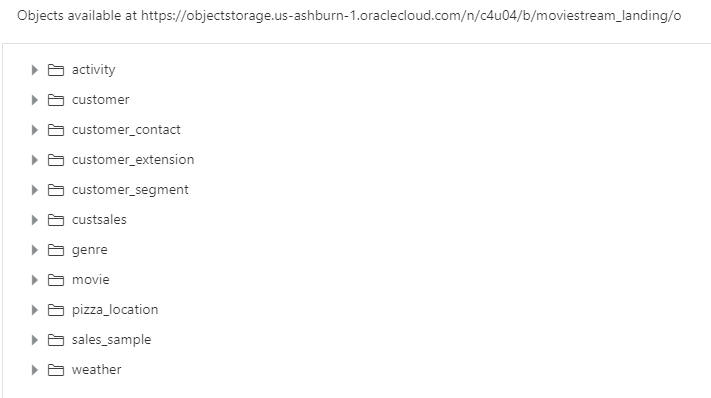 Objects available at https://objectstorage.us-ashburn-1.oraclecloud.com/n/c4u04/b/moviestream_landing/o
activity
customer
customer_contact
customer_extension
customer_segment
custsales
genre
movie
pizza_location
sales_sample
weather